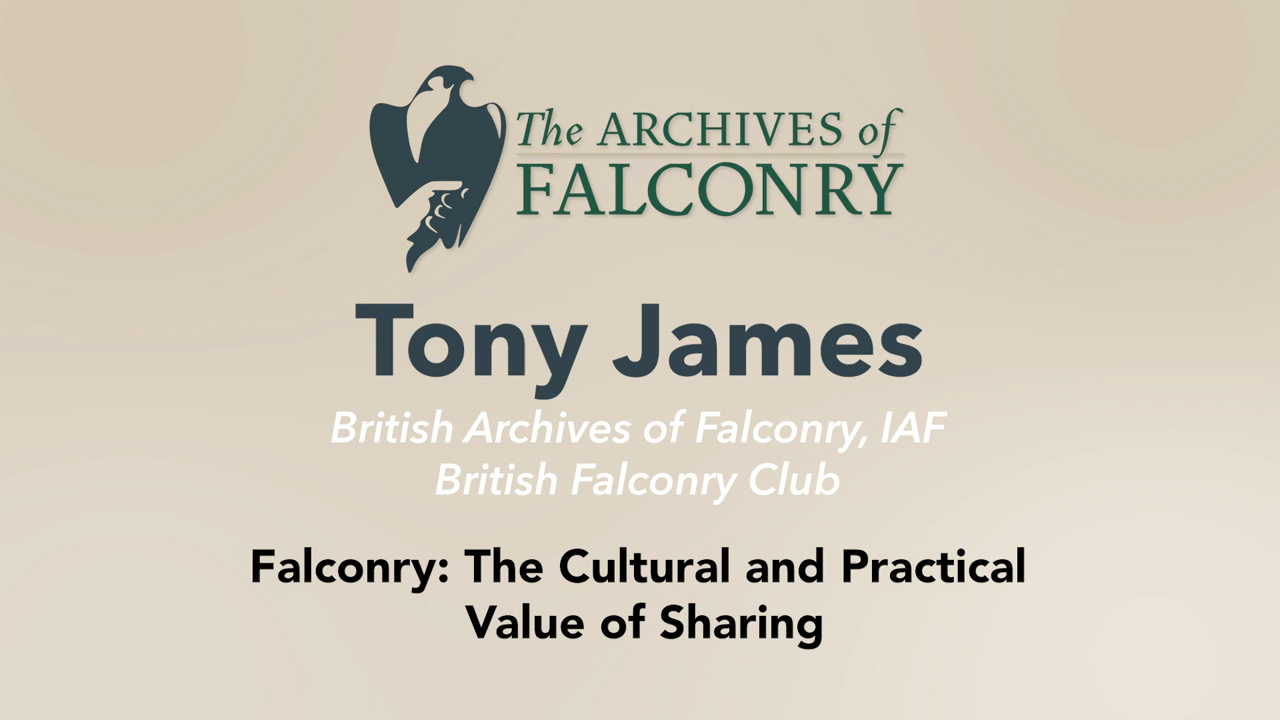 The ARCHIVES of
FALCONRY
Tony James
British Archives of Falconry, IAF
British Falconry Club
Falconry: The Cultural and Practical
Value of Sharing